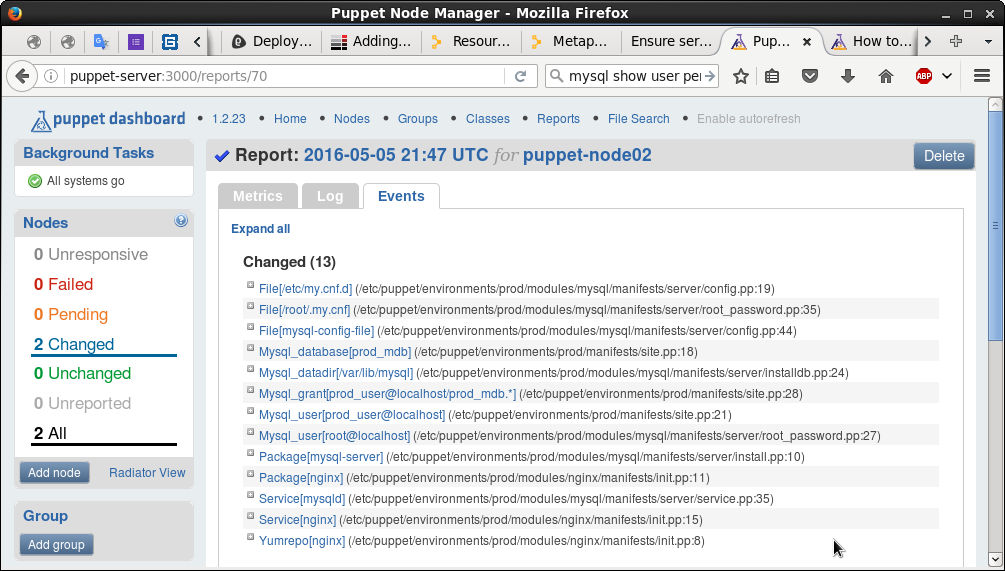 Puppet Node Manager - Mozilla Firefox
Deploy... Adding... Resour... Metap... Ensure ser... Pup... How to...
puppet-server:3000/reports/70 mysql show user pe ABP
puppet dashboard • 1.2.23 • Home • Nodes • Groups • Classes • Reports • File Search • Enable autorefresh
Background Tasks
All systems go
Nodes
0 Unresponsive
0 Failed
0 Pending
2 Changed
0 Unchanged
0 Unreported
2 All
Add node Radiator View
Group
Add group
Report: 2016-05-05 21:47 UTC for puppet-node02 Delete
Metrics Log Events
Expand all
Changed (13)
File[/etc/my.cnf.d] (/etc/puppet/environments/prod/modules/mysql/manifests/server/config.pp:19)
File[/root/.my.cnf] (/etc/puppet/environments/prod/modules/mysql/manifests/server/root_password.pp:35)
File[mysql-config-file] (/etc/puppet/environments/prod/modules/mysql/manifests/server/config.pp:44)
Mysql_database[prod_mdb] (/etc/puppet/environments/prod/manifests/site.pp:18)
Mysql_datadir[/var/lib/mysql] (/etc/puppet/environments/prod/modules/mysql/manifests/server/installdb.pp:24)
Mysql_grant[prod_user@localhost/prod_mdb.*] (/etc/puppet/environments/prod/manifests/site.pp:28)
Mysql_user[prod_user@localhost] (/etc/puppet/environments/prod/manifests/site.pp:21)
Mysql_user[root@localhost] (/etc/puppet/environments/prod/modules/mysql/manifests/server/root_password.pp:27)
Package[mysql-server] (/etc/puppet/environments/prod/modules/mysql/manifests/server/install.pp:10)
Package[nginx] (/etc/puppet/environments/prod/modules/nginx/manifests/init.pp:11)
Service[mysqld] (/etc/puppet/environments/prod/modules/mysql/manifests/server/service.pp:35)
Service[nginx] (/etc/puppet/environments/prod/modules/nginx/manifests/init.pp:15)
Yumrepo[nginx] (/etc/puppet/environments/prod/modules/nginx/manifests/init.pp:8)